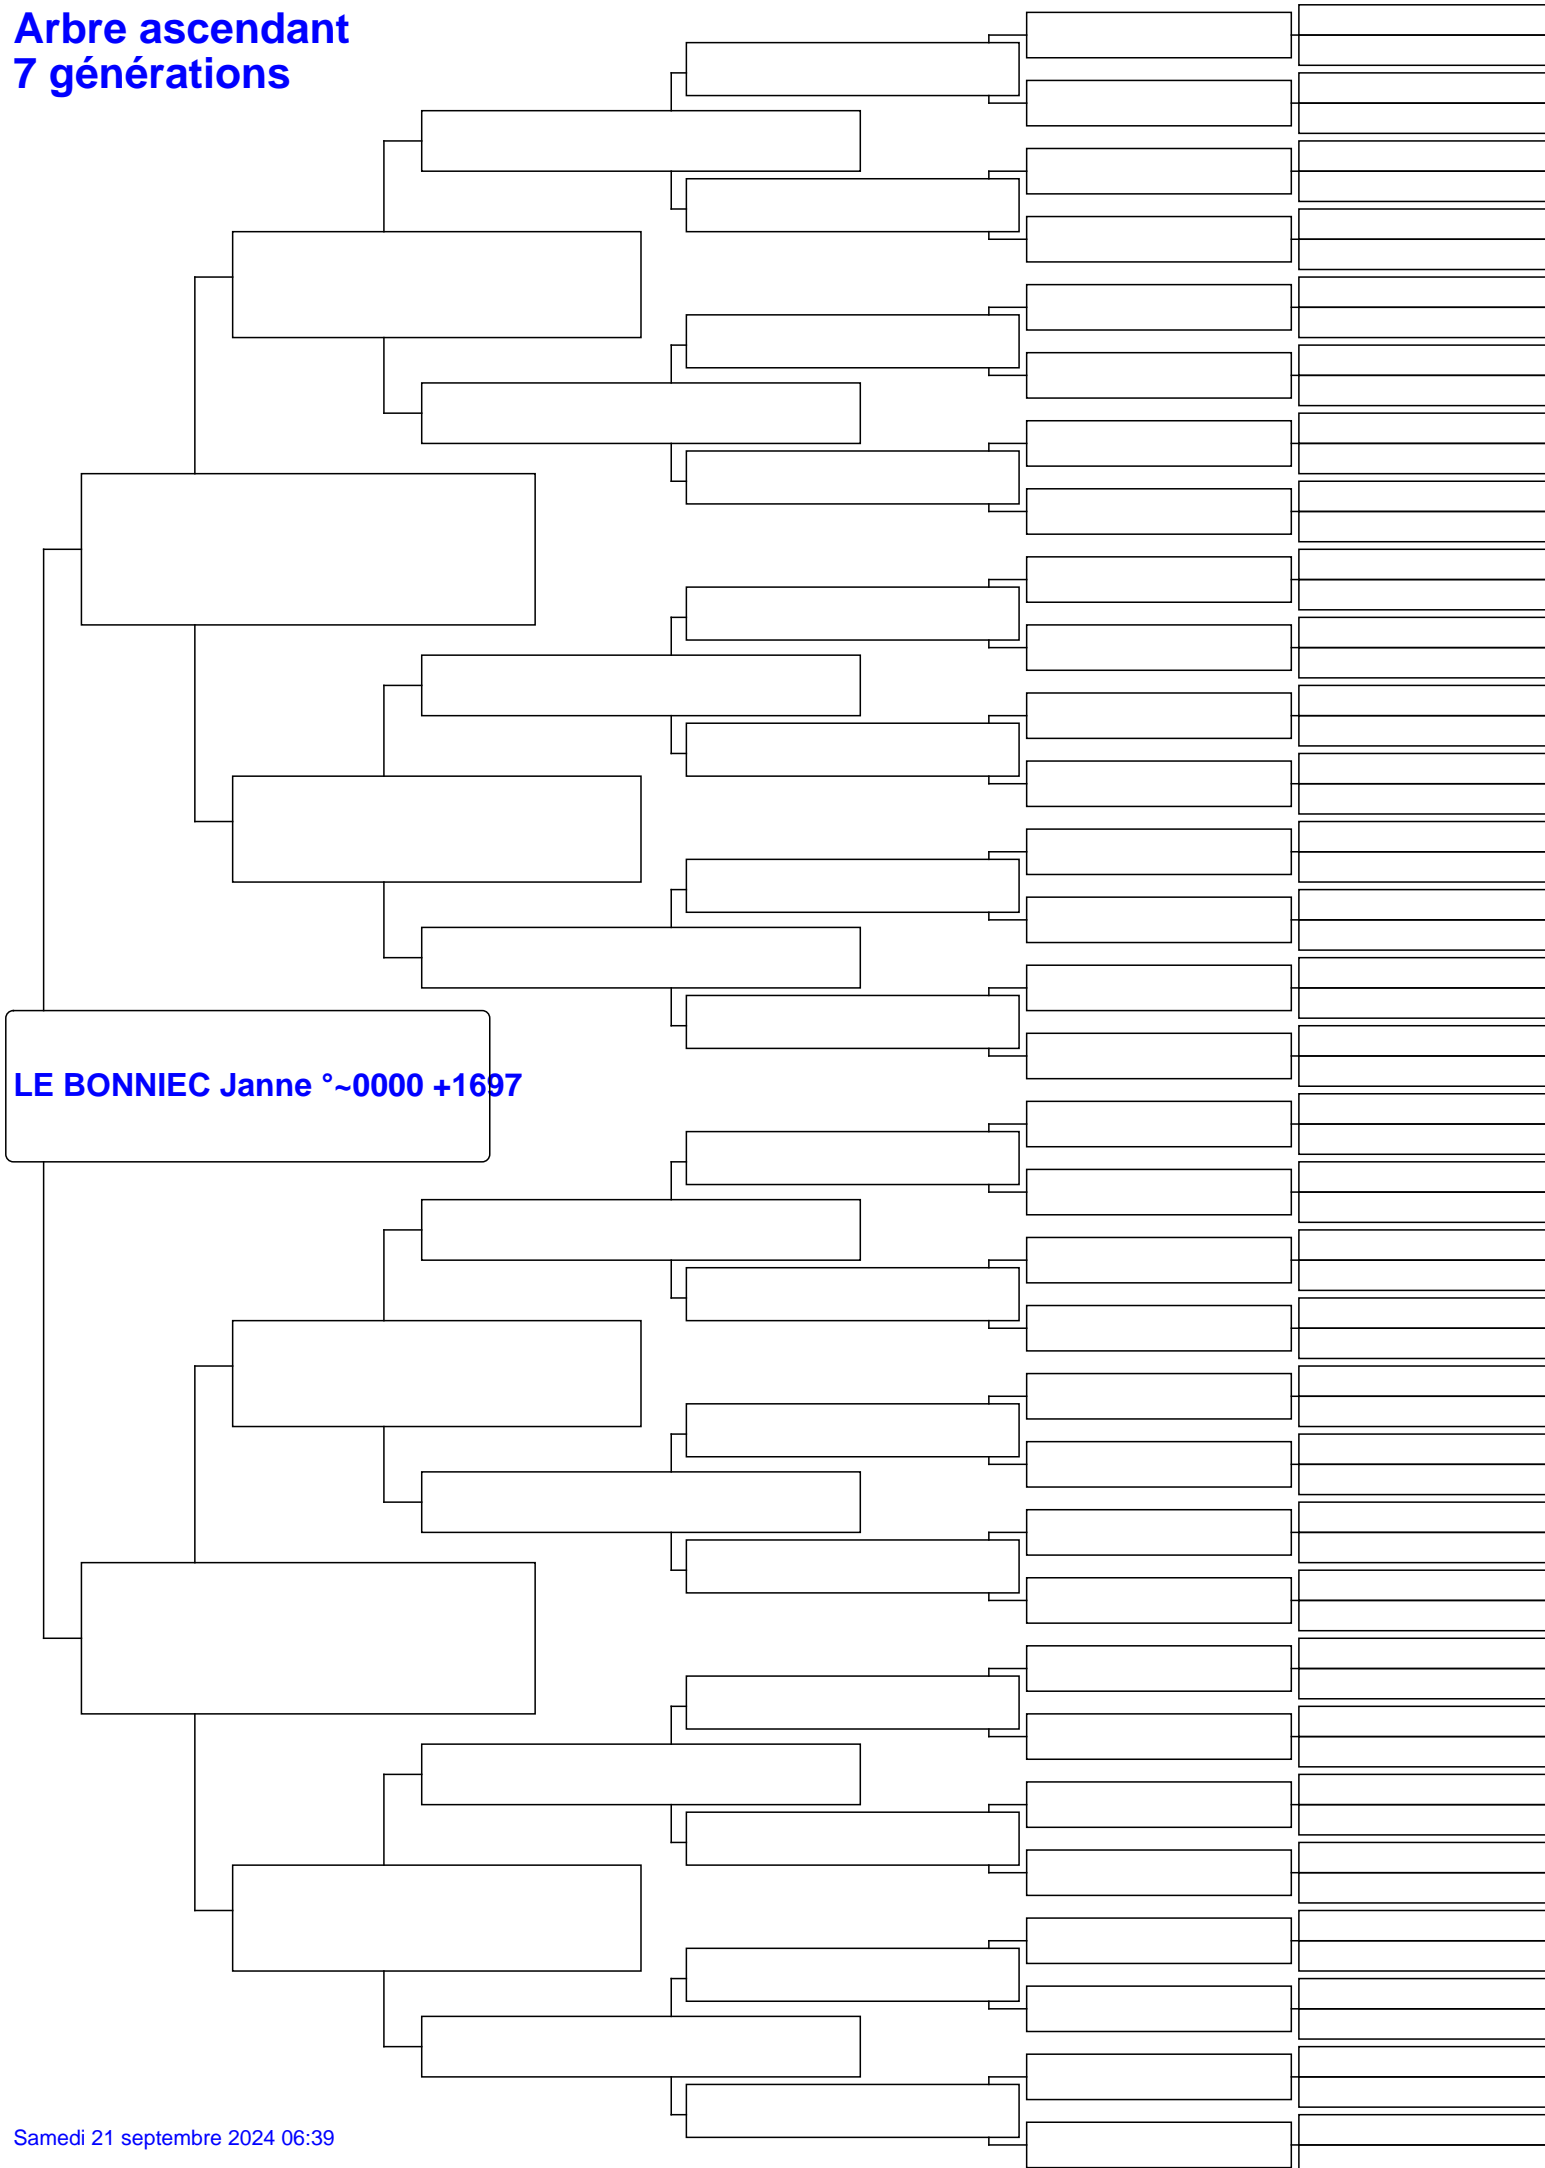 Arbre ascendant
7 générations
LE BONNIEC Janne °~0000 +1697
Samedi 21 septembre 2024 06:39